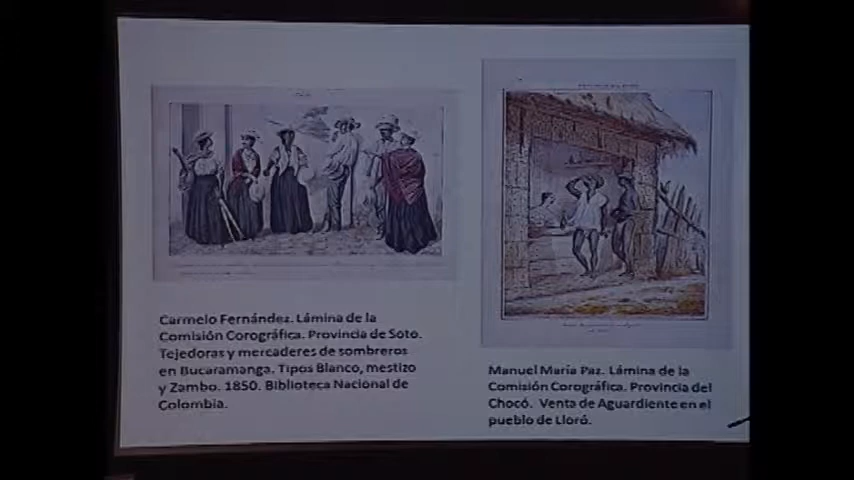 Carmelo Fernández. Lámina de la
Comisión Corográfica. Provincia de Soto.
Tejedoras y mercaderes de sombreros
en Bucaramanga. Tipos Blanco, mestizo
y Zambo. 1850. Biblioteca Nacional de
Colombia.
Manuel María Paz. Lámina de la
Comisión Corográfica. Provincia del
Chocó. Venta de Aguardiente en el
pueblo de Lloró.